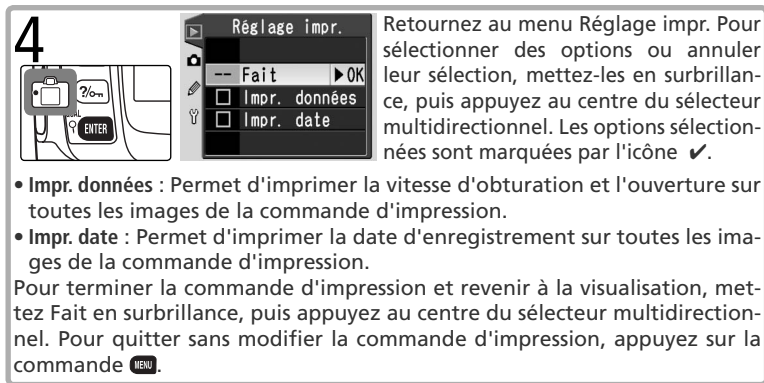 4
?/
QUAL
ENTER
Réglage impr.
-- Fait ▶OK
Impr. données
Impr. date
Retournez au menu Réglage impr. Pour
sélectionner des options ou annuler
leur sélection, mettez-les en surbrillan-
ce, puis appuyez au centre du sélecteur
multidirectionnel. Les options sélection-
nées sont marquées par l'icône ✔.
• Impr. données : Permet d'imprimer la vitesse d'obturation et l'ouverture sur
toutes les images de la commande d'impression.
• Impr. date : Permet d'imprimer la date d'enregistrement sur toutes les ima-
ges de la commande d'impression.
Pour terminer la commande d'impression et revenir à la visualisation, met-
tez Fait en surbrillance, puis appuyez au centre du sélecteur multidirection-
nel. Pour quitter sans modifier la commande d'impression, appuyez sur la
commande MENU.